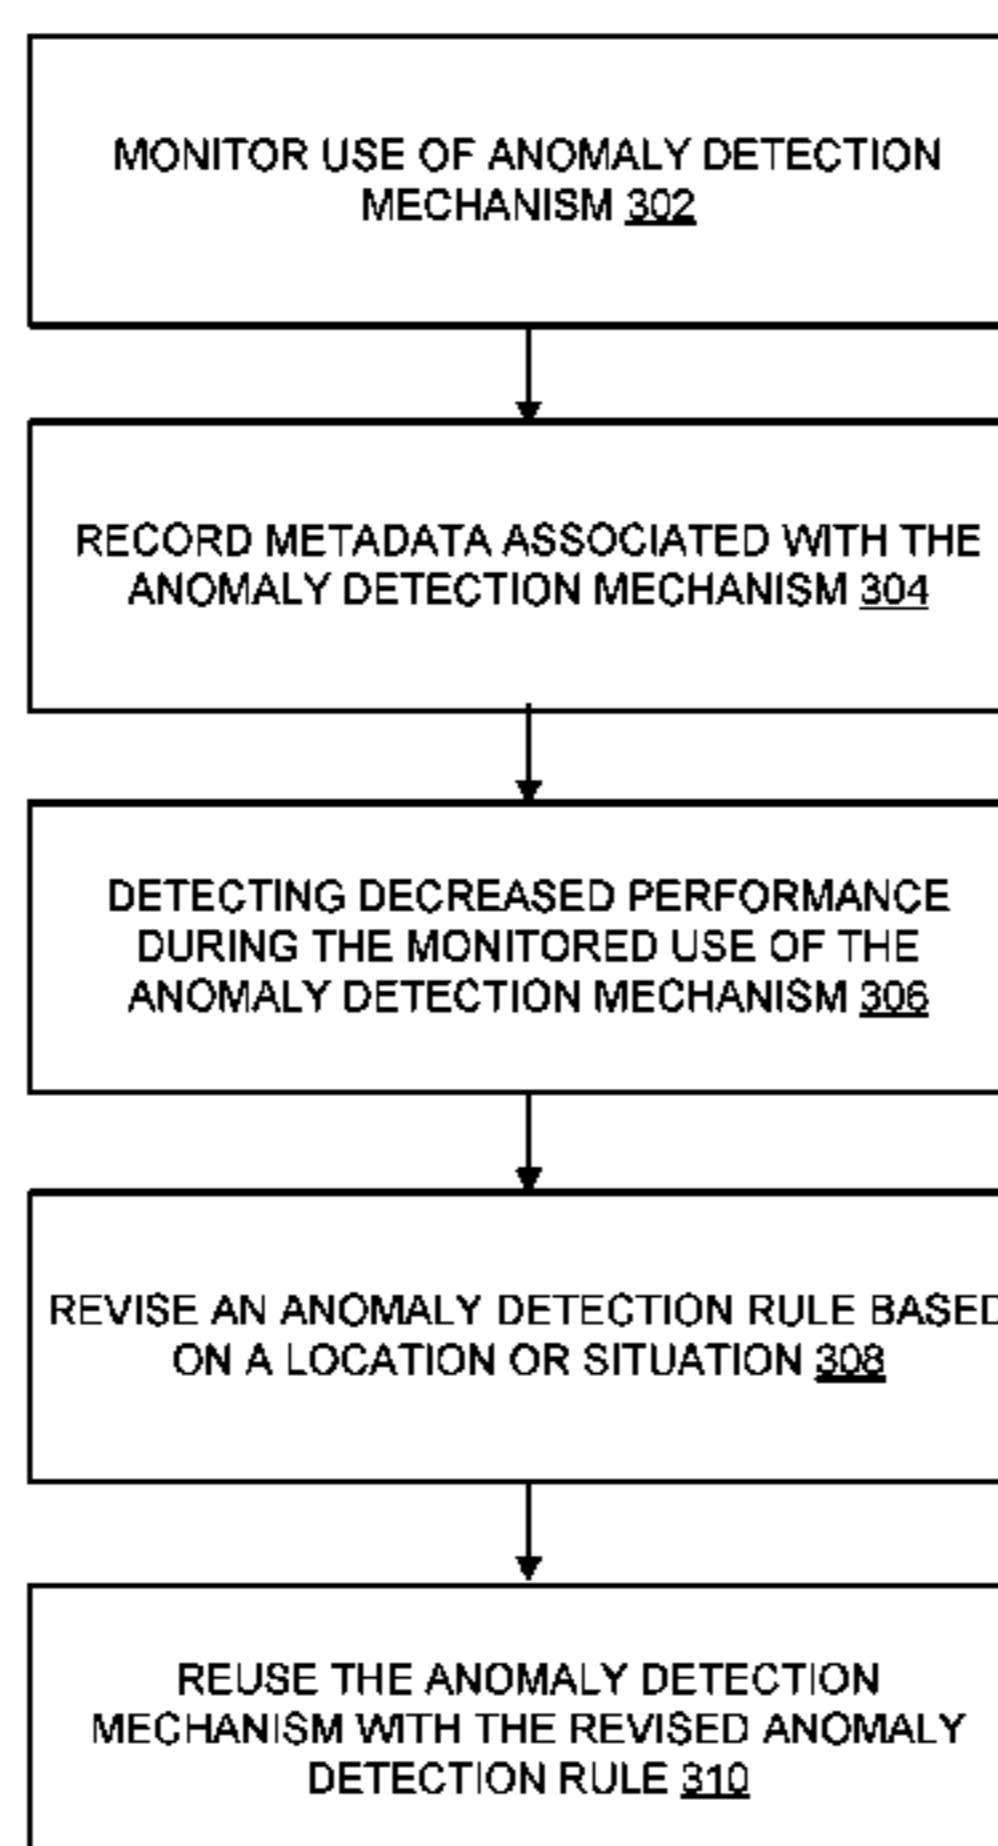 MONITOR USE OF ANOMALY DETECTION
MECHANISM 302
RECORD METADATA ASSOCIATED WITH THE
ANOMALY DETECTION MECHANISM 304
DETECTING DECREASED PERFORMANCE
DURING THE MONITORED USE OF THE
ANOMALY DETECTION MECHANISM 306
REVISE AN ANOMALY DETECTION RULE BASED
ON A LOCATION OR SITUATION 308
REUSE THE ANOMALY DETECTION
MECHANISM WITH THE REVISED ANOMALY
DETECTION RULE 310